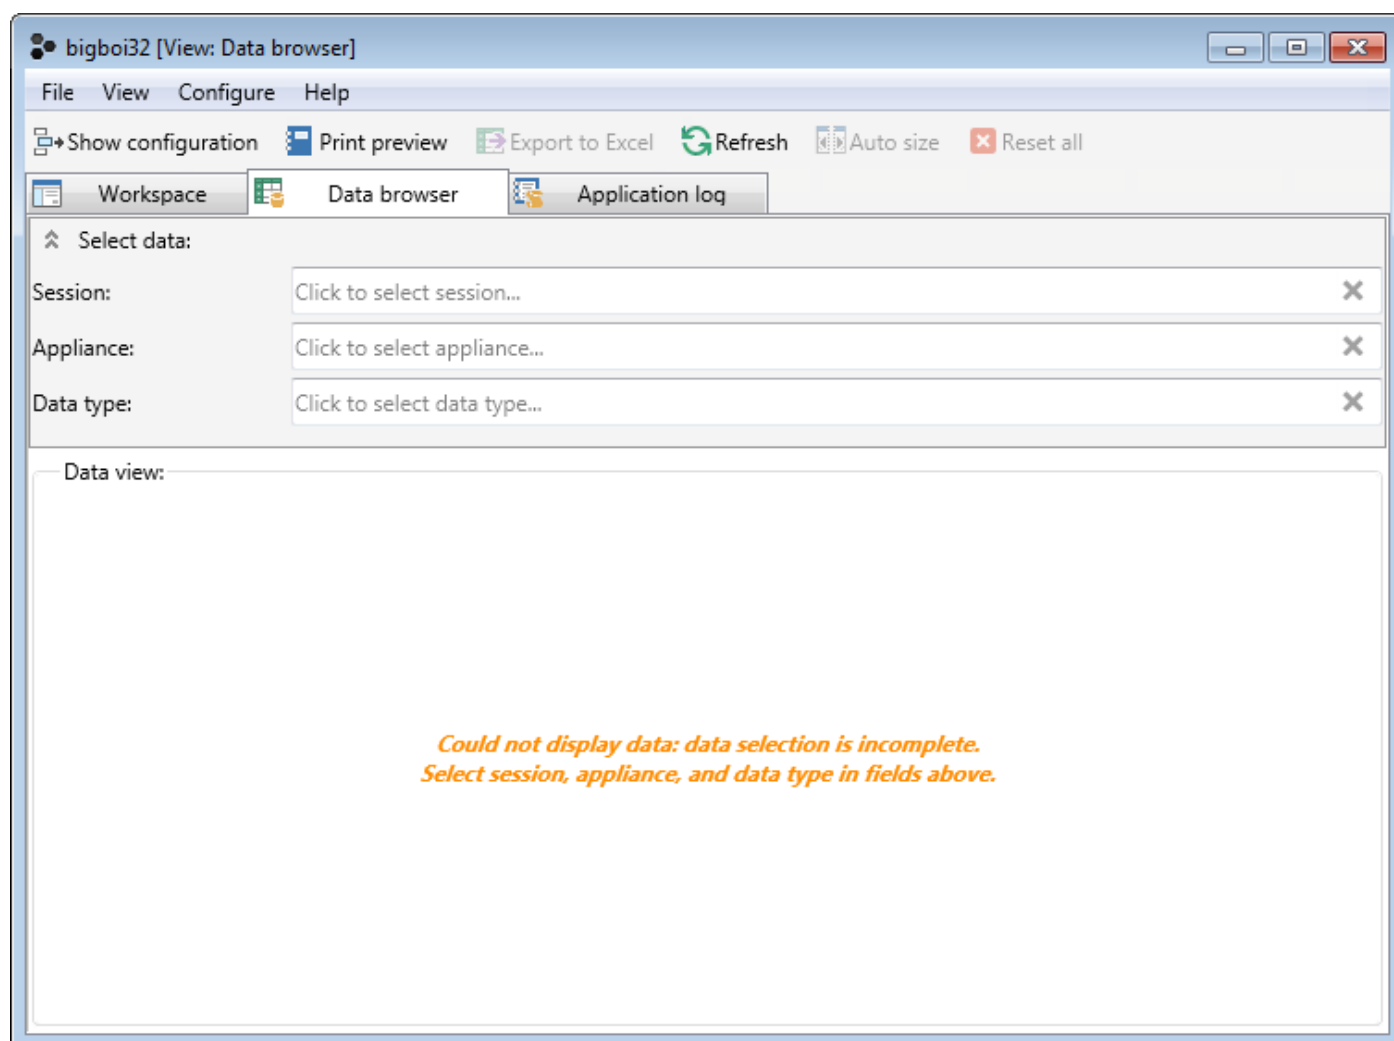 bigboi32 [View: Data browser]
File View Configure Help
Show configuration Print preview Export to Excel Refresh Auto size Reset all
Workspace Data browser Application log
Select data:
Session: Click to select session...
Appliance: Click to select appliance...
Data type: Click to select data type...
Data view:
Could not display data: data selection is incomplete.
Select session, appliance, and data type in fields above.